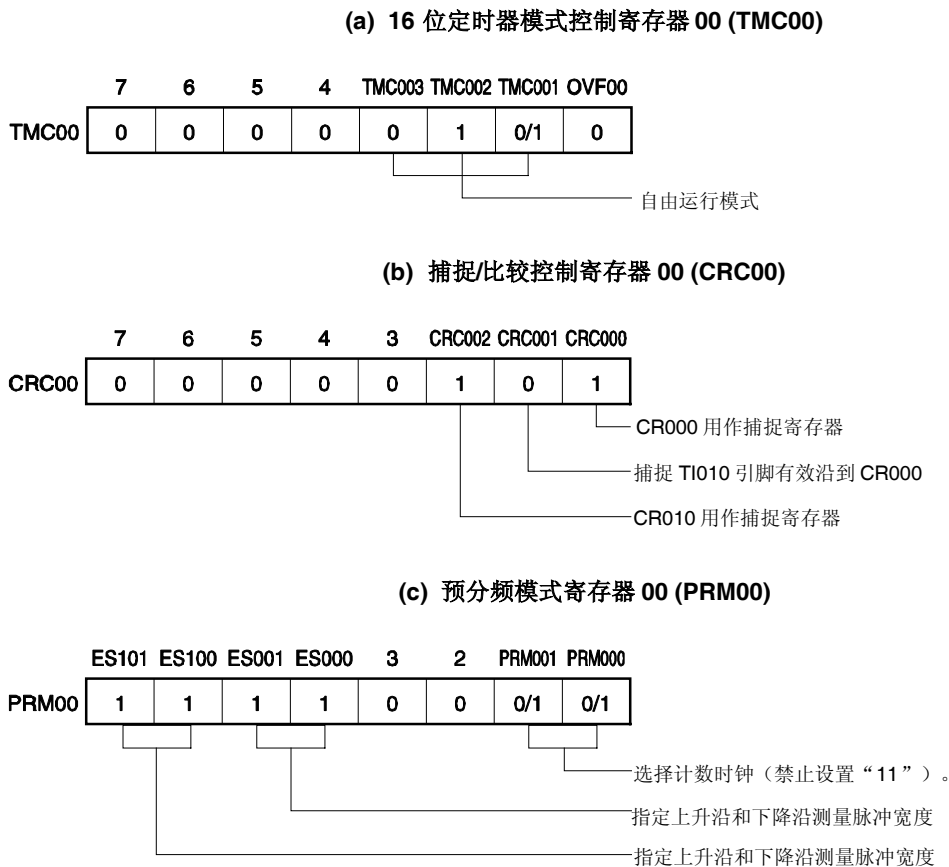 (a) 16 位定时器模式控制寄存器 00 (TMC00)
7 6 5 4 TMC003 TMC002 TMC001 OVF00
TMC00 0 0 0 0 0 1 0/1 0
自由运行模式
(b) 捕捉/比较控制寄存器 00 (CRC00)
7 6 5 4 3 CRC002 CRC001 CRC000
CRC00 0 0 0 0 0 1 0 1
CR000 用作捕捉寄存器
捕捉 TI010 引脚有效沿到 CR000
CR010 用作捕捉寄存器
(c) 预分频模式寄存器 00 (PRM00)
ES101 ES100 ES001 ES000 3 2 PRM001 PRM000
PRM00 1 1 1 1 0 0 0/1 0/1
选择计数时钟（禁止设置“11”）。
指定上升沿和下降沿测量脉冲宽度
指定上升沿和下降沿测量脉冲宽度